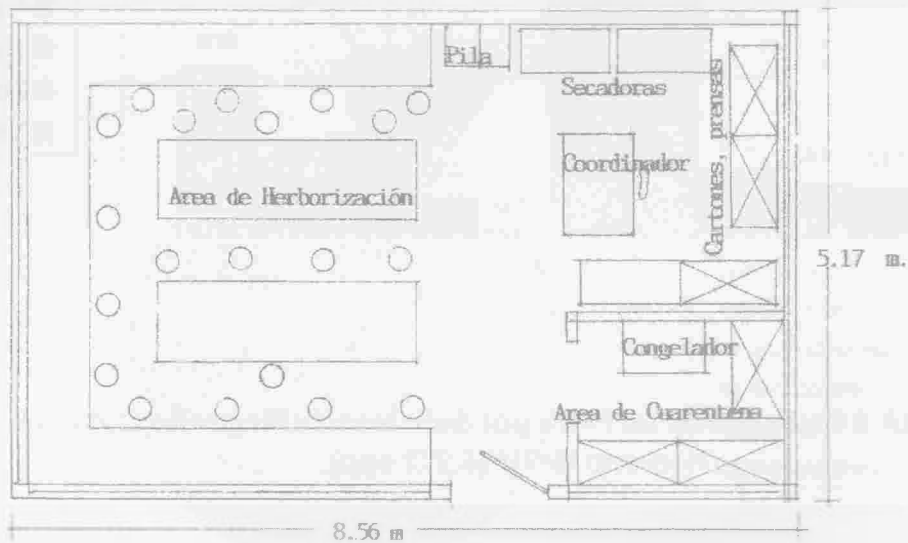 Pila
Secadoras
Cartones, prensas
Coordinador
Area de Herborización
5.17 m.
Congelador
Area de Cuarentena
8.56 m